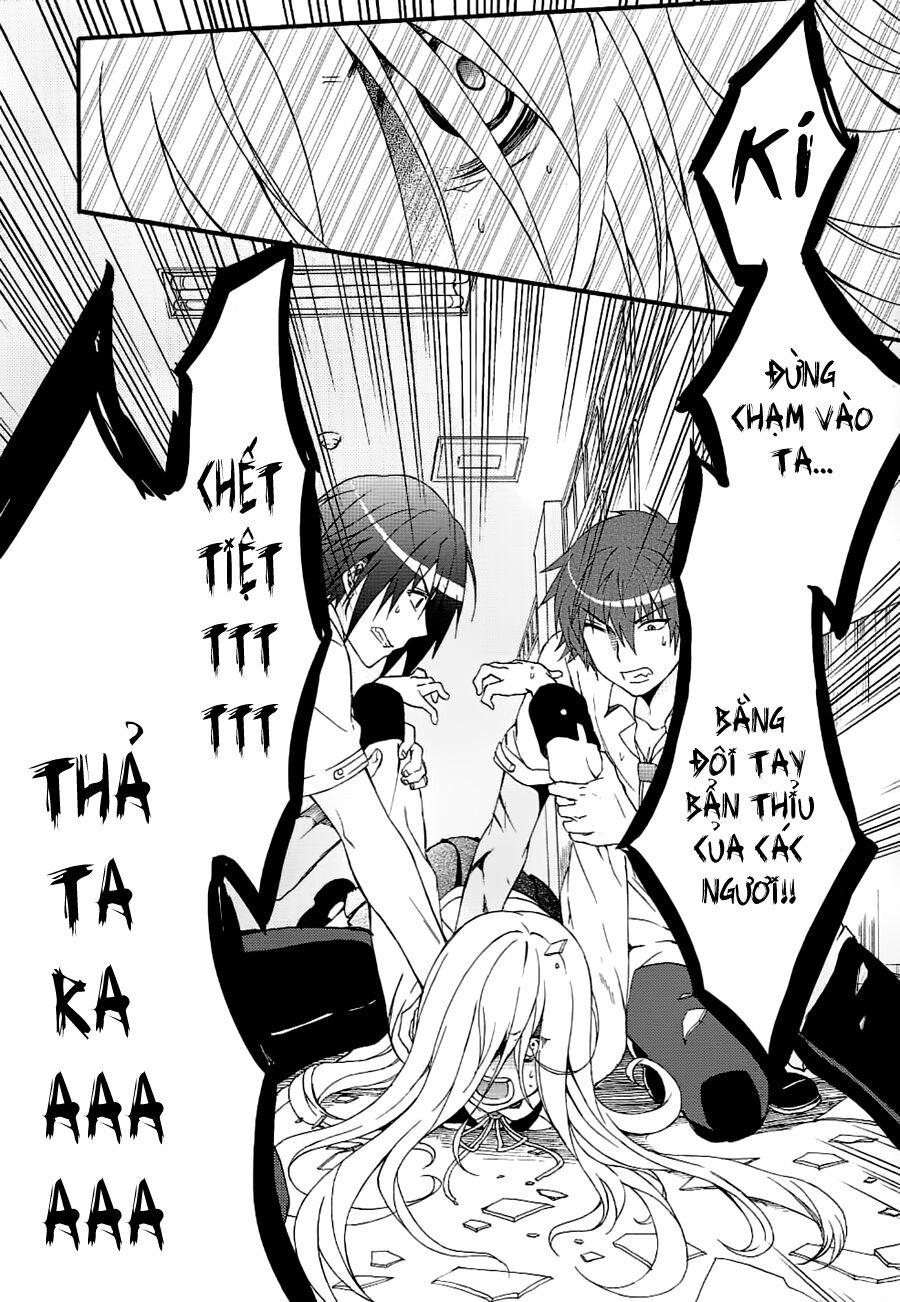 KÍ
ĐỪNG
CHẠM VÀO
TA...
BẰNG
ĐÔI TAY
BẨN THỈU
CỦA CÁC
NGƯƠI!!
CHẾT
TIỆT
TTT
TTT
THẢ
TA
RA
AAA
AAA